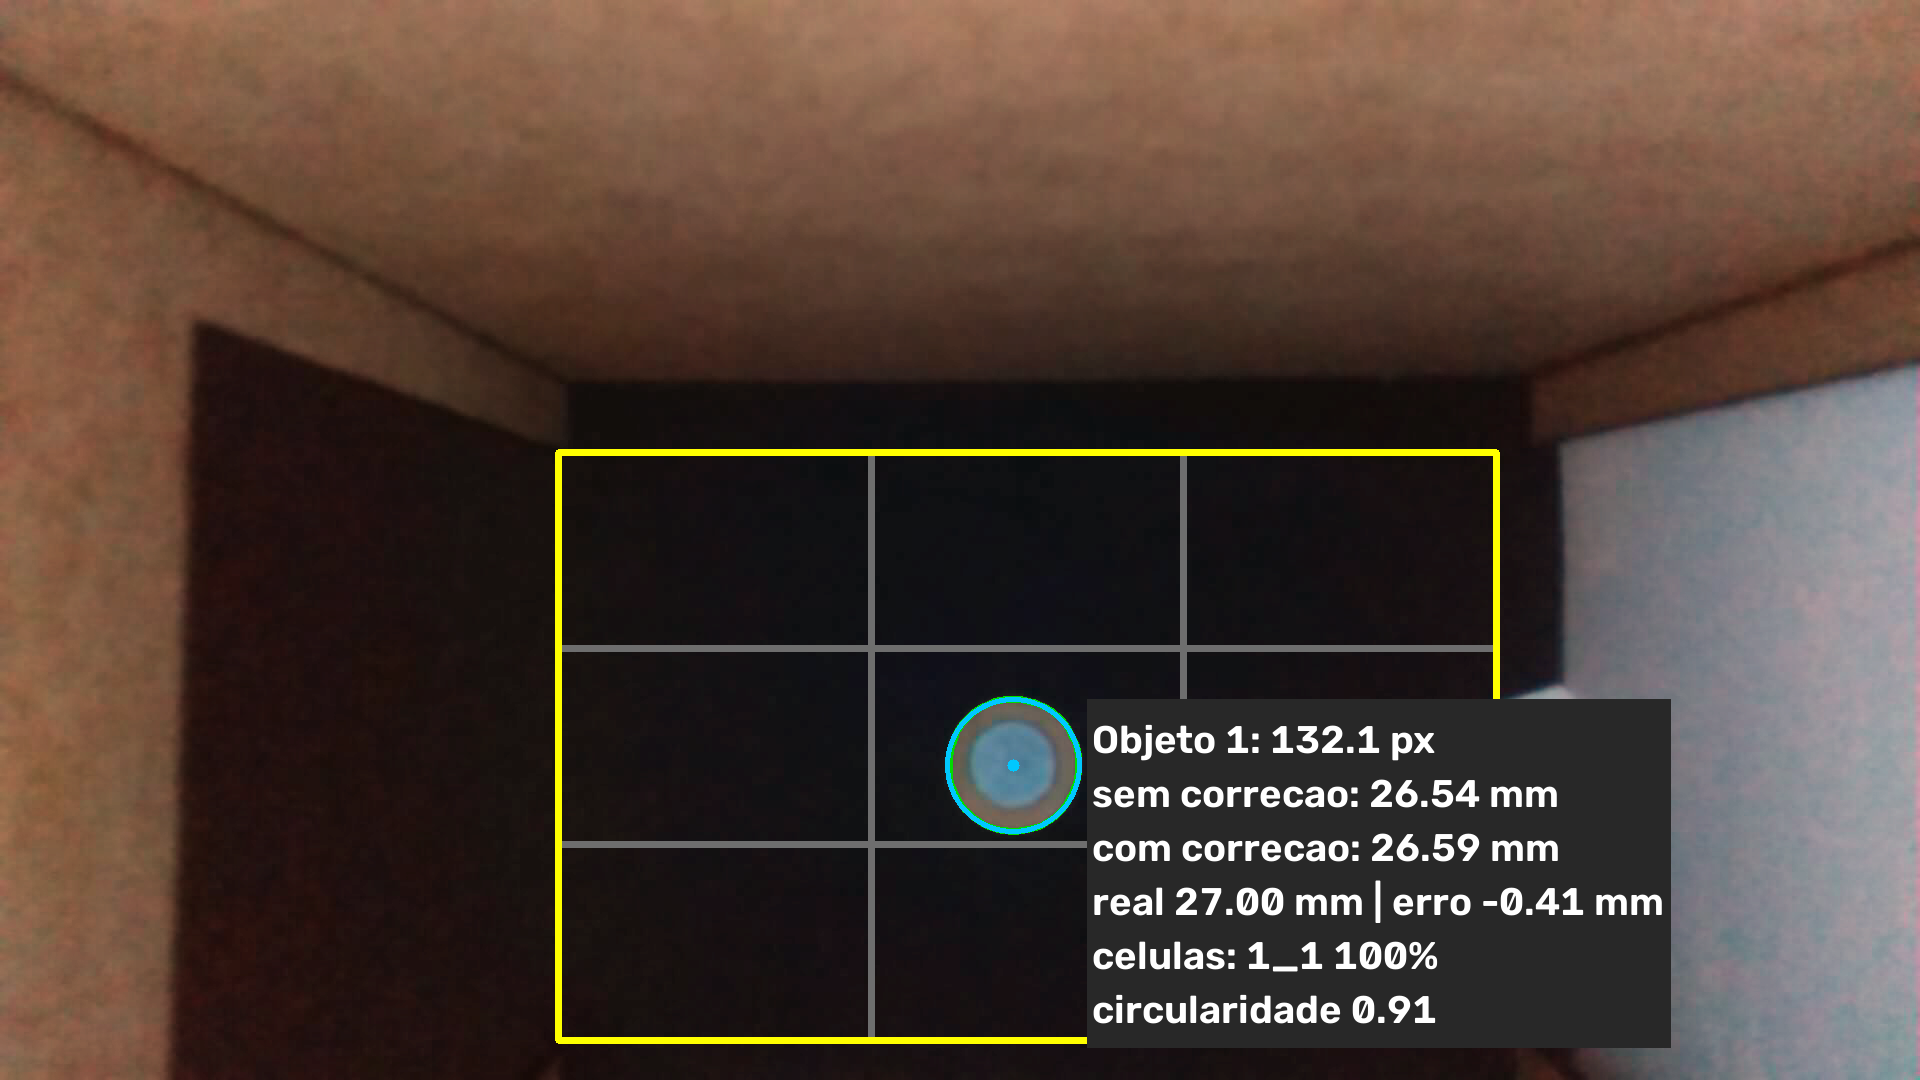 Objeto 1: 132.1 px
sem correcao: 26.54 mm
com correcao: 26.59 mm
real 27.00 mm | erro -0.41 mm
celulas: 1_1 100%
circularidade 0.91